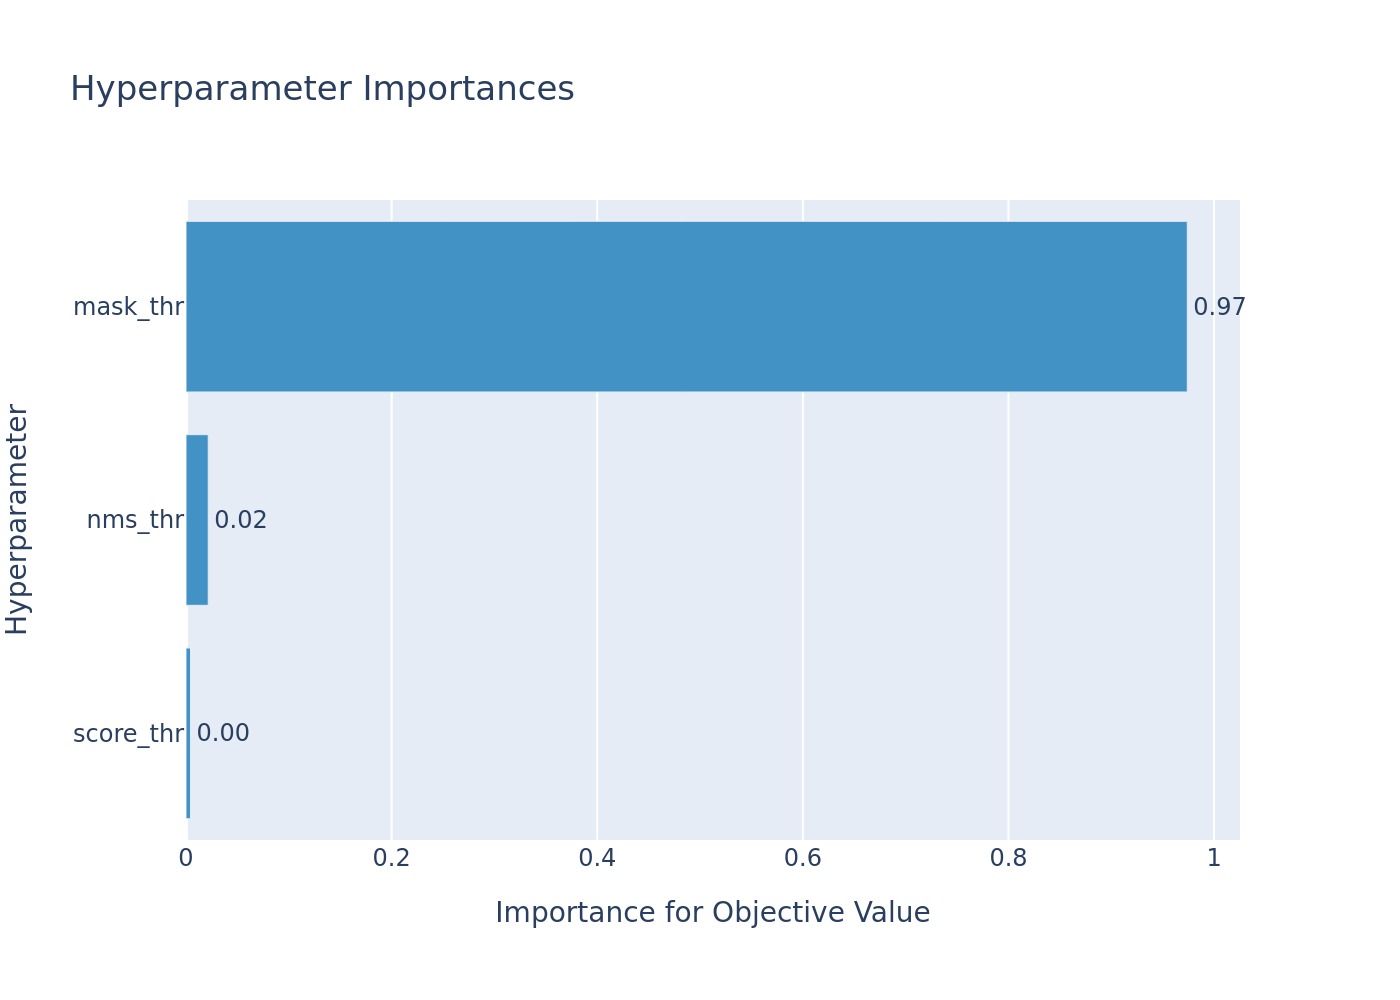 Hyperparameter Importances
Hyperparameter
mask_thr
0.97
nms_thr
0.02
score_thr
0.00
0 0.2 0.4 0.6 0.8 1
Importance for Objective Value